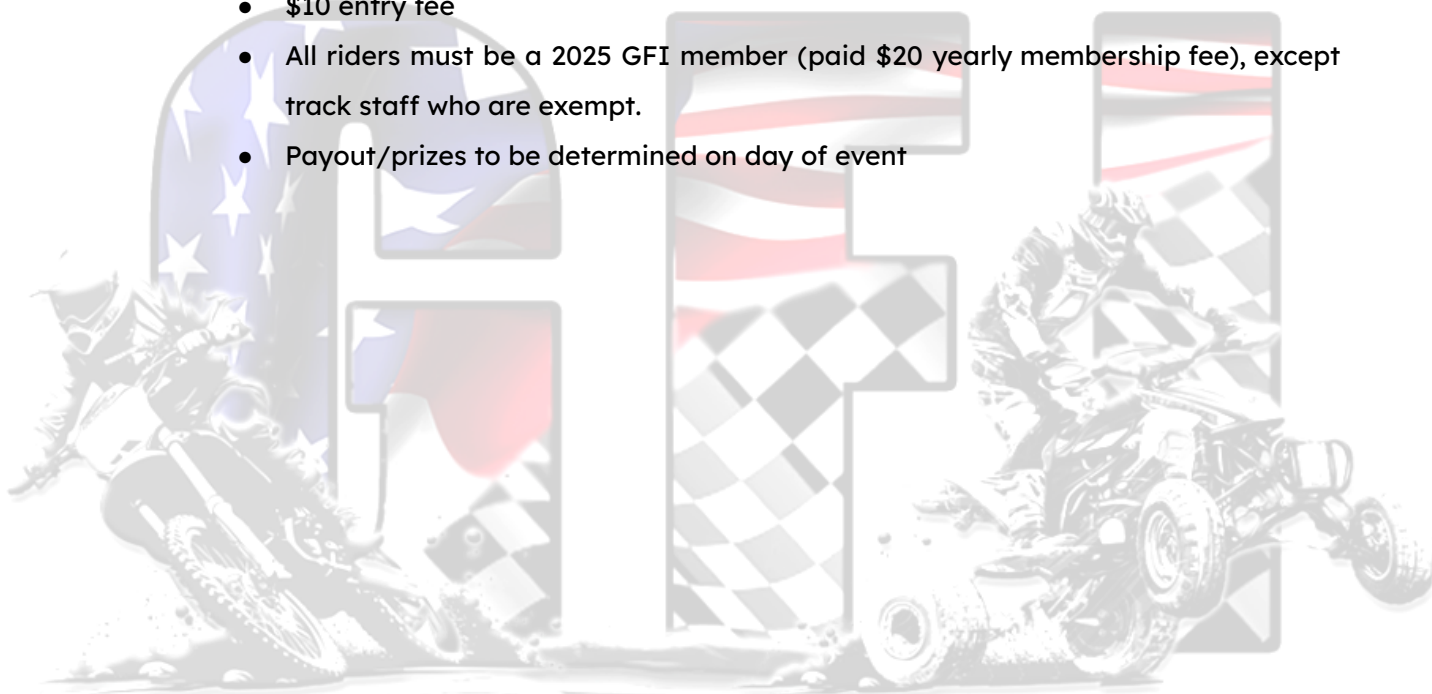 ● $10 entry fee
● All riders must be a 2025 GFI member (paid $20 yearly membership fee), except
track staff who are exempt.
● Payout/prizes to be determined on day of event
GFI